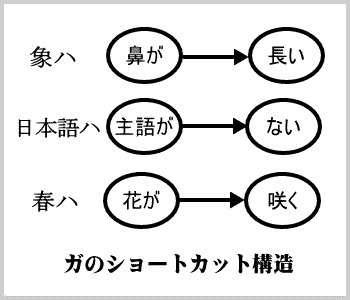 象ハ 鼻が 長い
日本語ハ 主語が ない
春ハ 花が 咲く
ガのショートカット構造